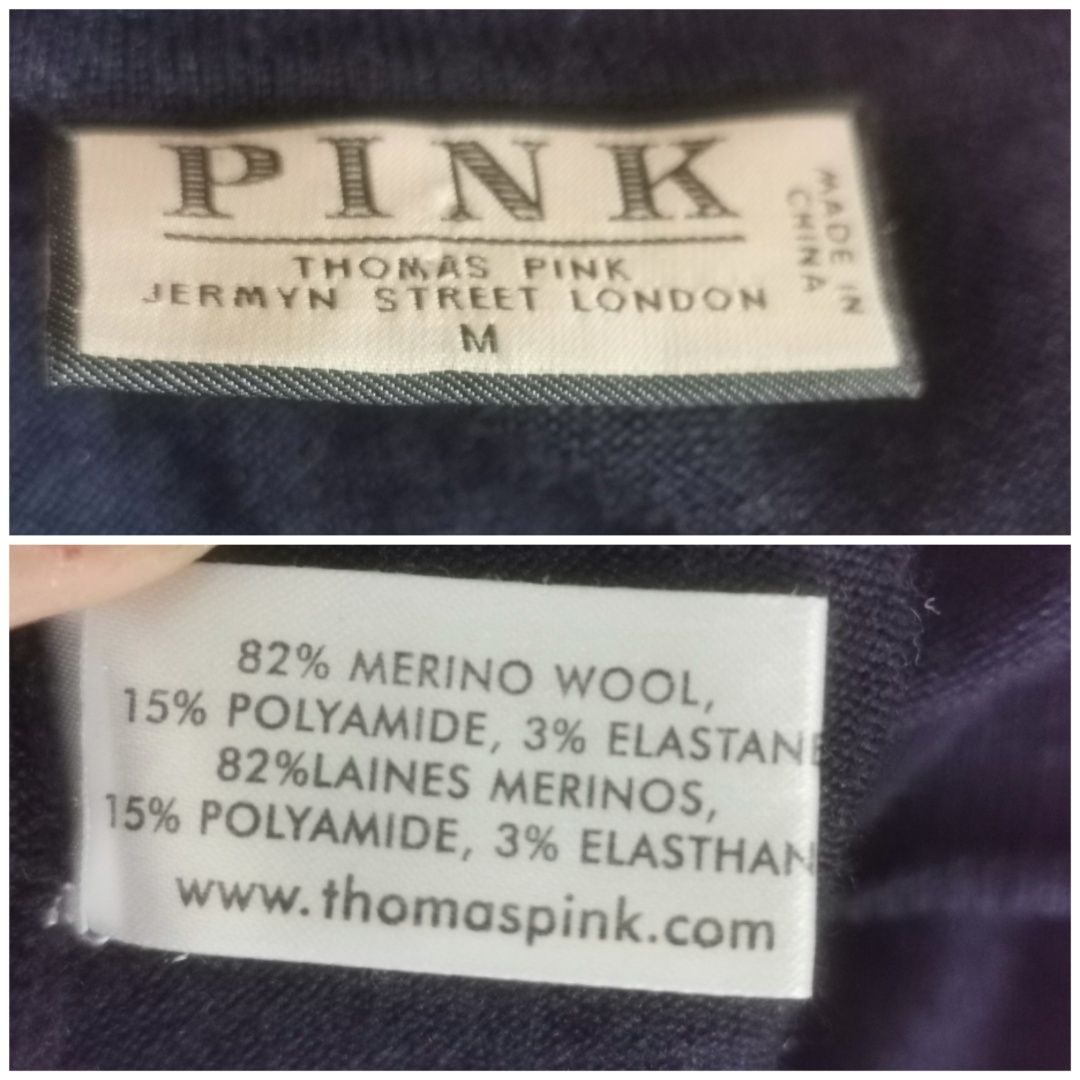 PINK
THOMAS PINK
JERMYN STREET LONDON
M
MADE IN
CHINA
82% MERINO WOOL,
15% POLYAMIDE, 3% ELASTANE
82%LAINES MERINOS,
15% POLYAMIDE, 3% ELASTHAN
www.thomaspink.com